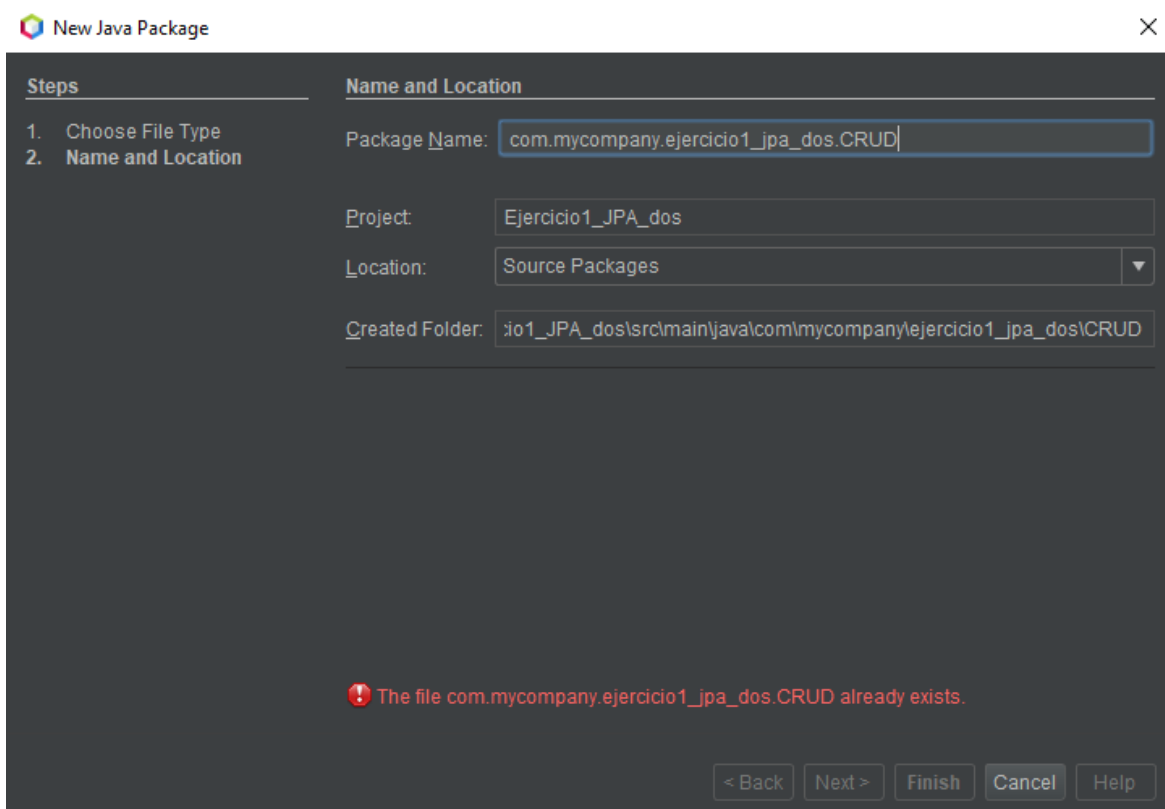 New Java Package
Steps
1. Choose File Type
2. Name and Location
Name and Location
Package Name: com.mycompany.ejercicio1_jpa_dos.CRUD
Project: Ejercicio1_JPA_dos
Location: Source Packages
Created Folder: :io1_JPA_dos\src\main\java\com\mycompany\ejercicio1_jpa_dos\CRUD
The file com.mycompany.ejercicio1_jpa_dos.CRUD already exists.
< Back Next > Finish Cancel Help